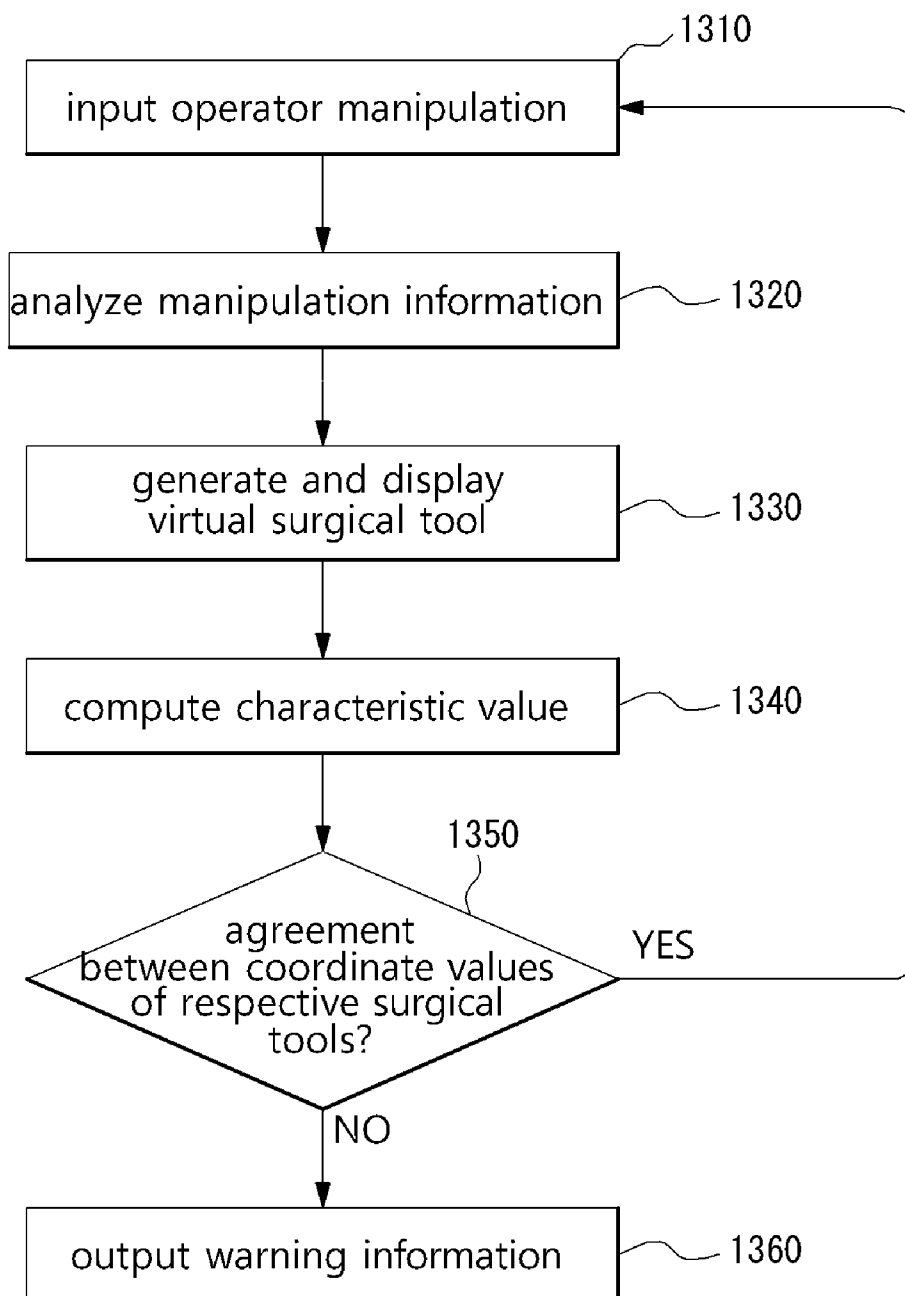 1310
input operator manipulation
analyze manipulation information
1320
generate and display
virtual surgical tool
1330
compute characteristic value
1340
1350
agreement
between coordinate values
of respective surgical
tools?
YES
NO
output warning information
1360